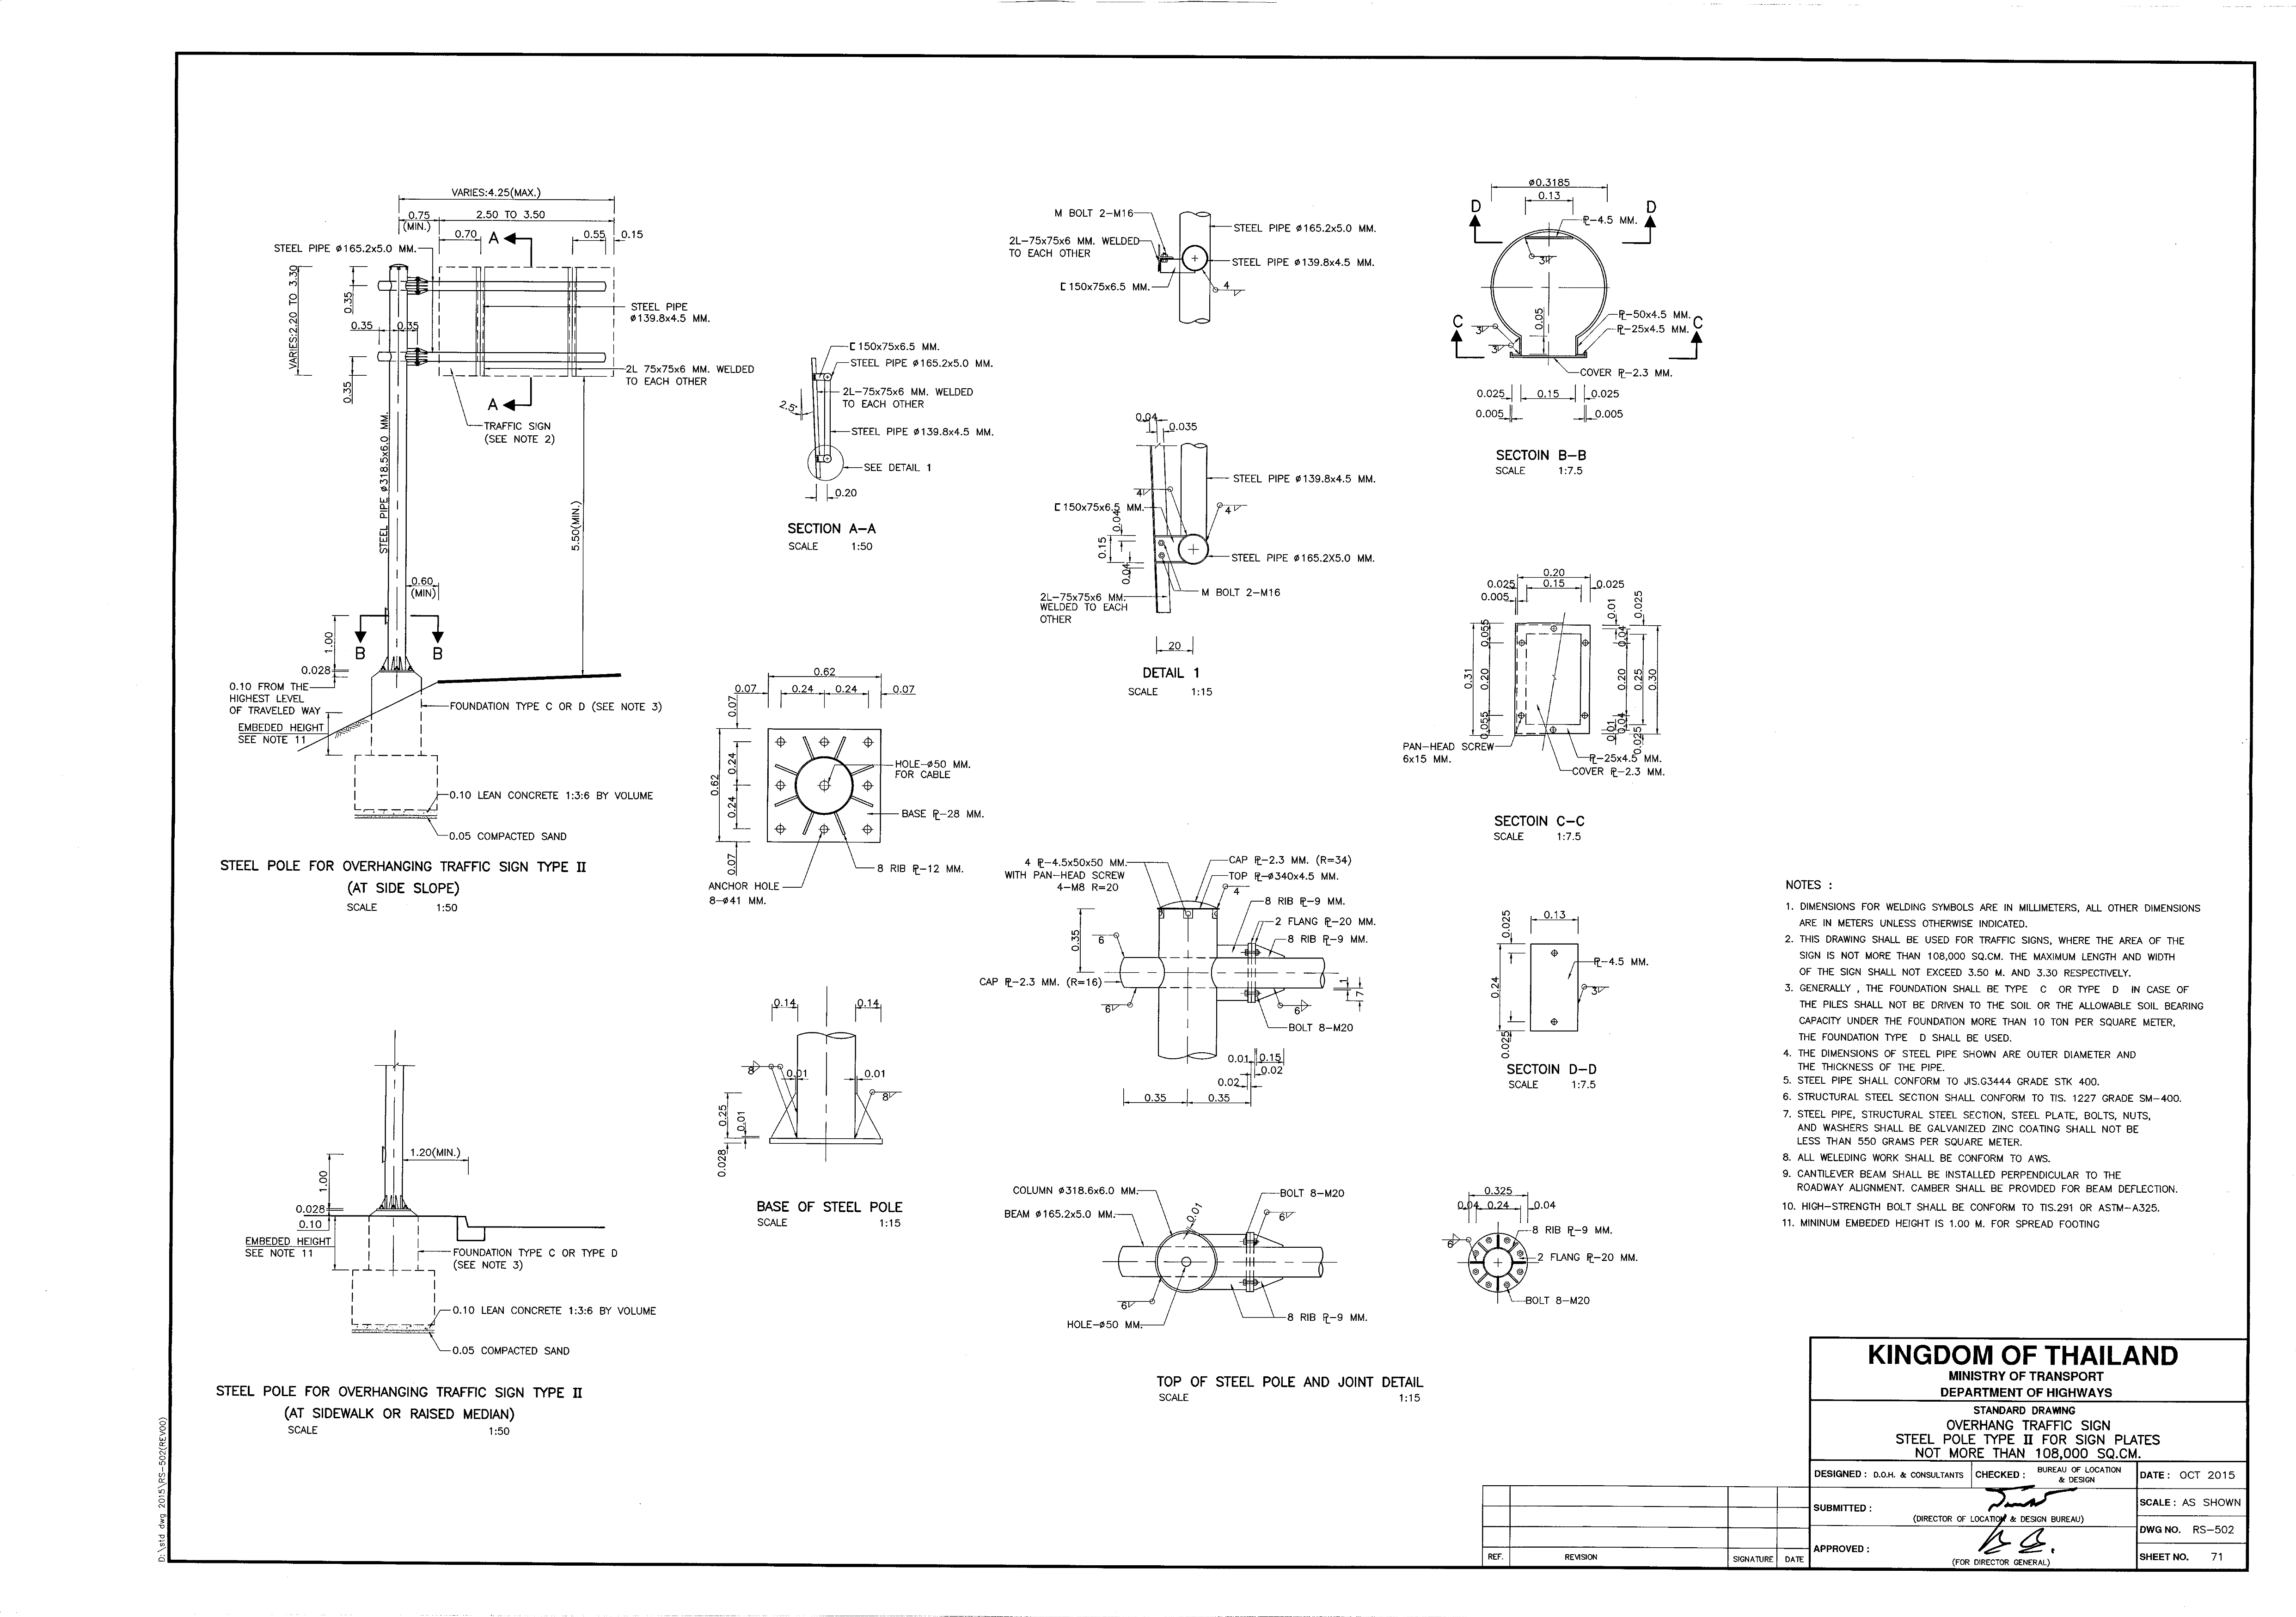 VARIES:4.25(MAX.)
0.75
(MIN.)
2.50 TO 3.50
0.70
A
0.55
0.15
STEEL PIPE ø165.2x5.0 MM.
VARIES:2.20 TO 3.30
0.35
0.35
0.35
0.35
STEEL PIPE
ø139.8x4.5 MM.
2L 75x75x6 MM. WELDED
TO EACH OTHER
A
TRAFFIC SIGN
(SEE NOTE 2)
STEEL PIPE ø318.5x6.0 MM.
5.50(MIN.)
0.60
(MIN)
1.00
B
B
0.028
0.10 FROM THE
HIGHEST LEVEL
OF TRAVELED WAY
EMBEDED HEIGHT
SEE NOTE 11
FOUNDATION TYPE C OR D (SEE NOTE 3)
0.10 LEAN CONCRETE 1:3:6 BY VOLUME
0.05 COMPACTED SAND
STEEL POLE FOR OVERHANGING TRAFFIC SIGN TYPE II
(AT SIDE SLOPE)
SCALE 1:50
1.20(MIN.)
1.00
0.028
0.10
EMBEDED HEIGHT
SEE NOTE 11
FOUNDATION TYPE C OR TYPE D
(SEE NOTE 3)
0.10 LEAN CONCRETE 1:3:6 BY VOLUME
0.05 COMPACTED SAND
STEEL POLE FOR OVERHANGING TRAFFIC SIGN TYPE II
(AT SIDEWALK OR RAISED MEDIAN)
SCALE 1:50
[ 150x75x6.5 MM.
STEEL PIPE ø165.2x5.0 MM.
2L-75x75x6 MM. WELDED
TO EACH OTHER
2.5°
STEEL PIPE ø139.8x4.5 MM.
SEE DETAIL 1
0.20
SECTION A-A
SCALE 1:50
0.62
0.07 0.24 0.24 0.07
0.07
0.24
0.62
0.24
0.07
HOLE-ø50 MM.
FOR CABLE
BASE PL-28 MM.
8 RIB PL-12 MM.
ANCHOR HOLE
8-ø41 MM.
0.14
0.14
8
0.01
0.01
8
0.25
0.01
0.028
BASE OF STEEL POLE
SCALE 1:15
M BOLT 2-M16
STEEL PIPE ø165.2x5.0 MM.
2L-75x75x6 MM. WELDED
TO EACH OTHER
STEEL PIPE ø139.8x4.5 MM.
[ 150x75x6.5 MM.
4
0.04
0.035
STEEL PIPE ø139.8x4.5 MM.
4
[ 150x75x6.5 MM.
4
0.04
0.15
0.04
STEEL PIPE ø165.2X5.0 MM.
M BOLT 2-M16
2L-75x75x6 MM.
WELDED TO EACH
OTHER
20
DETAIL 1
SCALE 1:15
4 PL-4.5x50x50 MM.
WITH PAN-HEAD SCREW
4-M8 R=20
CAP PL-2.3 MM. (R=34)
TOP PL-ø340x4.5 MM.
4
8 RIB PL-9 MM.
2 FLANG PL-20 MM.
8 RIB PL-9 MM.
0.35
6
CAP PL-2.3 MM. (R=16)
1
7
6
6
BOLT 8-M20
0.01 0.15
0.02
0.02
0.35 0.35
COLUMN ø318.6x6.0 MM.
BEAM ø165.2x5.0 MM.
0.01
BOLT 8-M20
6
6
HOLE-ø50 MM.
8 RIB PL-9 MM.
0.325
0.04 0.24 0.04
8 RIB PL-9 MM.
6
2 FLANG PL-20 MM.
BOLT 8-M20
TOP OF STEEL POLE AND JOINT DETAIL
SCALE 1:15
ø0.3185
0.13
D
D
PL-4.5 MM.
3
0.05
C
C
3
3
PL-50x4.5 MM.
PL-25x4.5 MM.
COVER PL-2.3 MM.
0.025 0.15 0.025
0.005 0.005
SECTOIN B-B
SCALE 1:7.5
0.20
0.025 0.15 0.025
0.005
0.01
0.025
0.055
0.04
0.31
0.20
0.20
0.25
0.30
0.055
0.01
0.04
0.025
PAN-HEAD SCREW
6x15 MM.
PL-25x4.5 MM.
COVER PL-2.3 MM.
SECTOIN C-C
SCALE 1:7.5
0.13
0.025
PL-4.5 MM.
0.24
3
0.025
SECTOIN D-D
SCALE 1:7.5
NOTES :
1. DIMENSIONS FOR WELDING SYMBOLS ARE IN MILLIMETERS, ALL OTHER DIMENSIONS
ARE IN METERS UNLESS OTHERWISE INDICATED.
2. THIS DRAWING SHALL BE USED FOR TRAFFIC SIGNS, WHERE THE AREA OF THE
SIGN IS NOT MORE THAN 108,000 SQ.CM. THE MAXIMUM LENGTH AND WIDTH
OF THE SIGN SHALL NOT EXCEED 3.50 M. AND 3.30 RESPECTIVELY.
3. GENERALLY , THE FOUNDATION SHALL BE TYPE C OR TYPE D IN CASE OF
THE PILES SHALL NOT BE DRIVEN TO THE SOIL OR THE ALLOWABLE SOIL BEARING
CAPACITY UNDER THE FOUNDATION MORE THAN 10 TON PER SQUARE METER,
THE FOUNDATION TYPE D SHALL BE USED.
4. THE DIMENSIONS OF STEEL PIPE SHOWN ARE OUTER DIAMETER AND
THE THICKNESS OF THE PIPE.
5. STEEL PIPE SHALL CONFORM TO JIS.G3444 GRADE STK 400.
6. STRUCTURAL STEEL SECTION SHALL CONFORM TO TIS. 1227 GRADE SM-400.
7. STEEL PIPE, STRUCTURAL STEEL SECTION, STEEL PLATE, BOLTS, NUTS,
AND WASHERS SHALL BE GALVANIZED ZINC COATING SHALL NOT BE
LESS THAN 550 GRAMS PER SQUARE METER.
8. ALL WELEDING WORK SHALL BE CONFORM TO AWS.
9. CANTILEVER BEAM SHALL BE INSTALLED PERPENDICULAR TO THE
ROADWAY ALIGNMENT. CAMBER SHALL BE PROVIDED FOR BEAM DEFLECTION.
10. HIGH-STRENGTH BOLT SHALL BE CONFORM TO TIS.291 OR ASTM-A325.
11. MININUM EMBEDED HEIGHT IS 1.00 M. FOR SPREAD FOOTING
KINGDOM OF THAILAND
MINISTRY OF TRANSPORT
DEPARTMENT OF HIGHWAYS
STANDARD DRAWING
OVERHANG TRAFFIC SIGN
STEEL POLE TYPE II FOR SIGN PLATES
NOT MORE THAN 108,000 SQ.CM.
DESIGNED : D.O.H. & CONSULTANTS
CHECKED : BUREAU OF LOCATION
& DESIGN
DATE : OCT 2015
SUBMITTED :
(DIRECTOR OF LOCATION & DESIGN BUREAU)
SCALE : AS SHOWN
DWG NO. RS-502
APPROVED :
(FOR DIRECTOR GENERAL)
SHEET NO. 71
REF. REVISION SIGNATURE DATE
D:\std dwg 2015\RS-502(REV00)